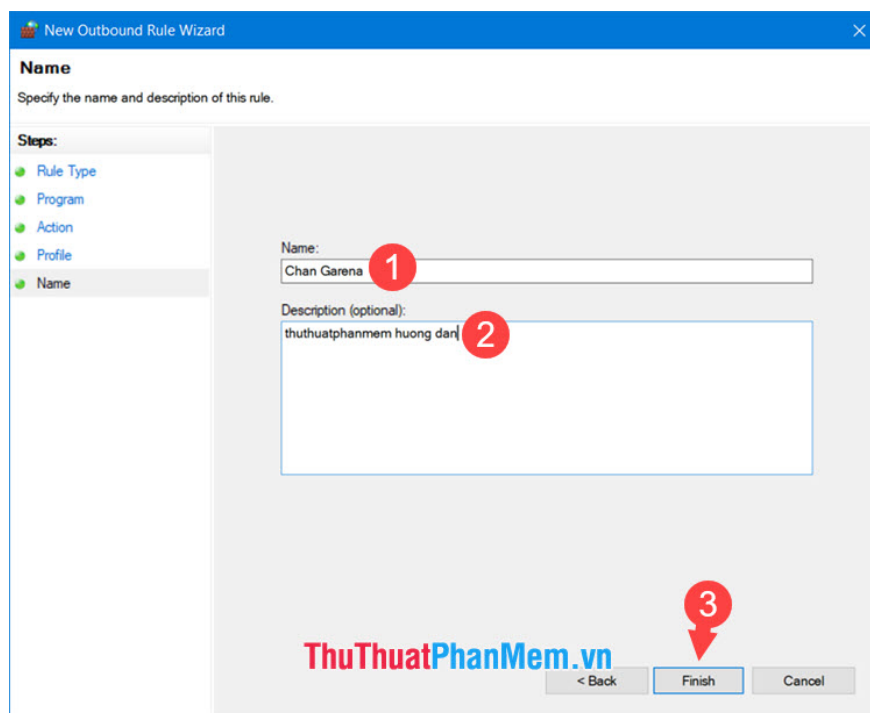 New Outbound Rule Wizard
Name
Specify the name and description of this rule.
Steps:
Rule Type
Program
Action
Profile
Name
Name:
Chan Garena
1
Description (optional):
thuthuatphanmem huong dan
2
3
ThuThuatPhanMem.vn
< Back
Finish
Cancel